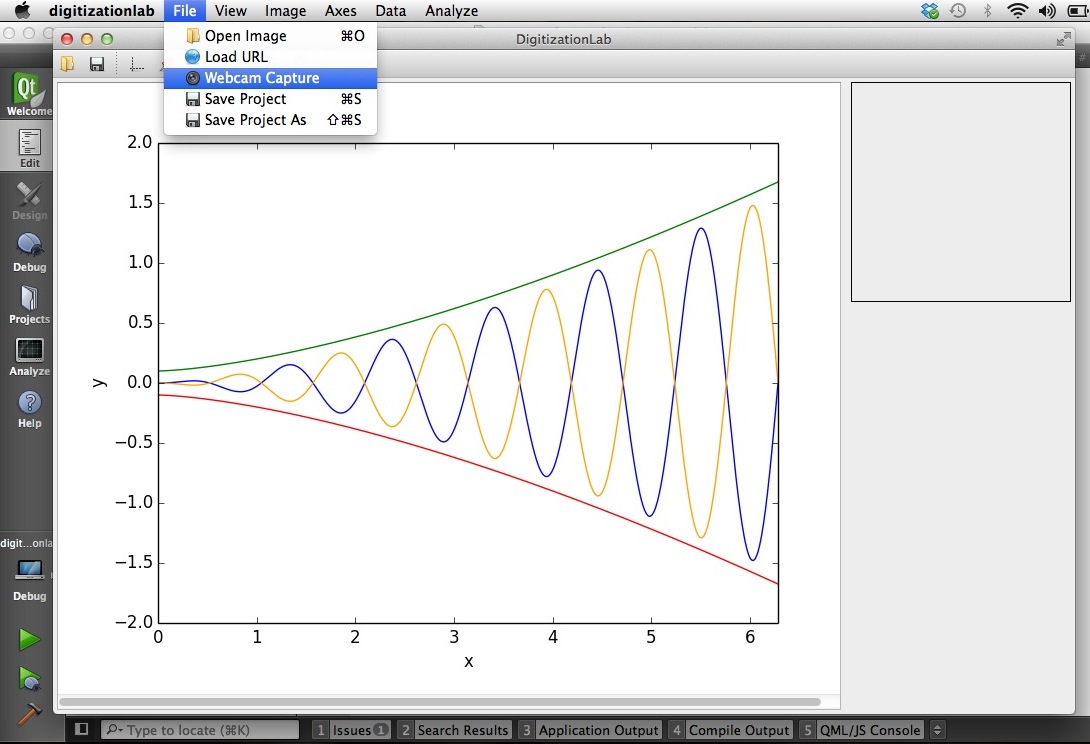 digitizationlab File View Image Axes Data Analyze
DigitizationLab
Open Image ⌘O
Load URL
Webcam Capture
Save Project ⌘S
Save Project As ⇧⌘S
Qt
Welcome
Edit
Design
Debug
Projects
Analyze
Help
digit...onla
Debug
2.0
1.5
1.0
0.5
0.0
−0.5
−1.0
−1.5
−2.0
y
0 1 2 3 4 5 6
x
Type to locate (⌘K) 1 Issues 1 2 Search Results 3 Application Output 4 Compile Output 5 QML/JS Console